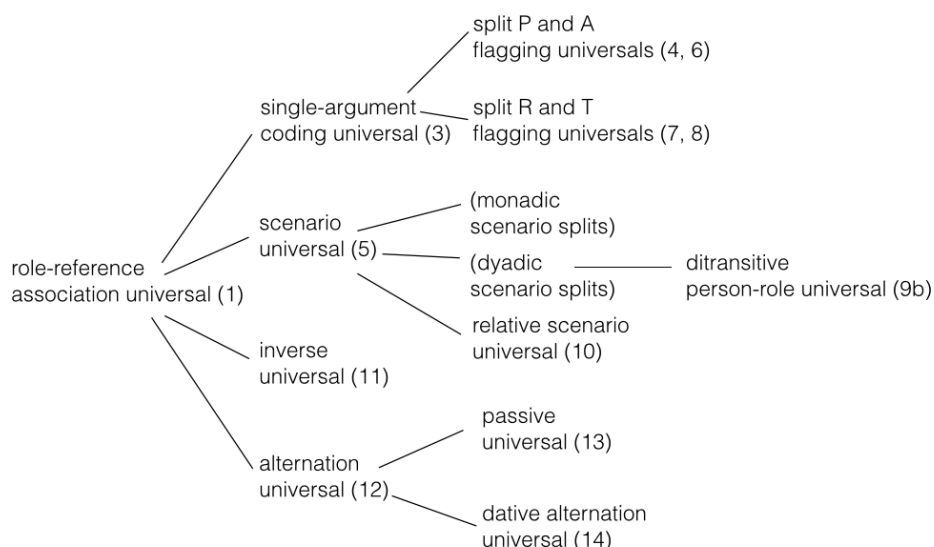 split P and A
flagging universals (4, 6)
single-argument
coding universal (3)
split R and T
flagging universals (7, 8)
scenario
universal (5)
(monadic
scenario splits)
role-reference
association universal (1)
(dyadic
scenario splits)
ditransitive
person-role universal (9b)
relative scenario
universal (10)
inverse
universal (11)
alternation
universal (12)
passive
universal (13)
dative alternation
universal (14)